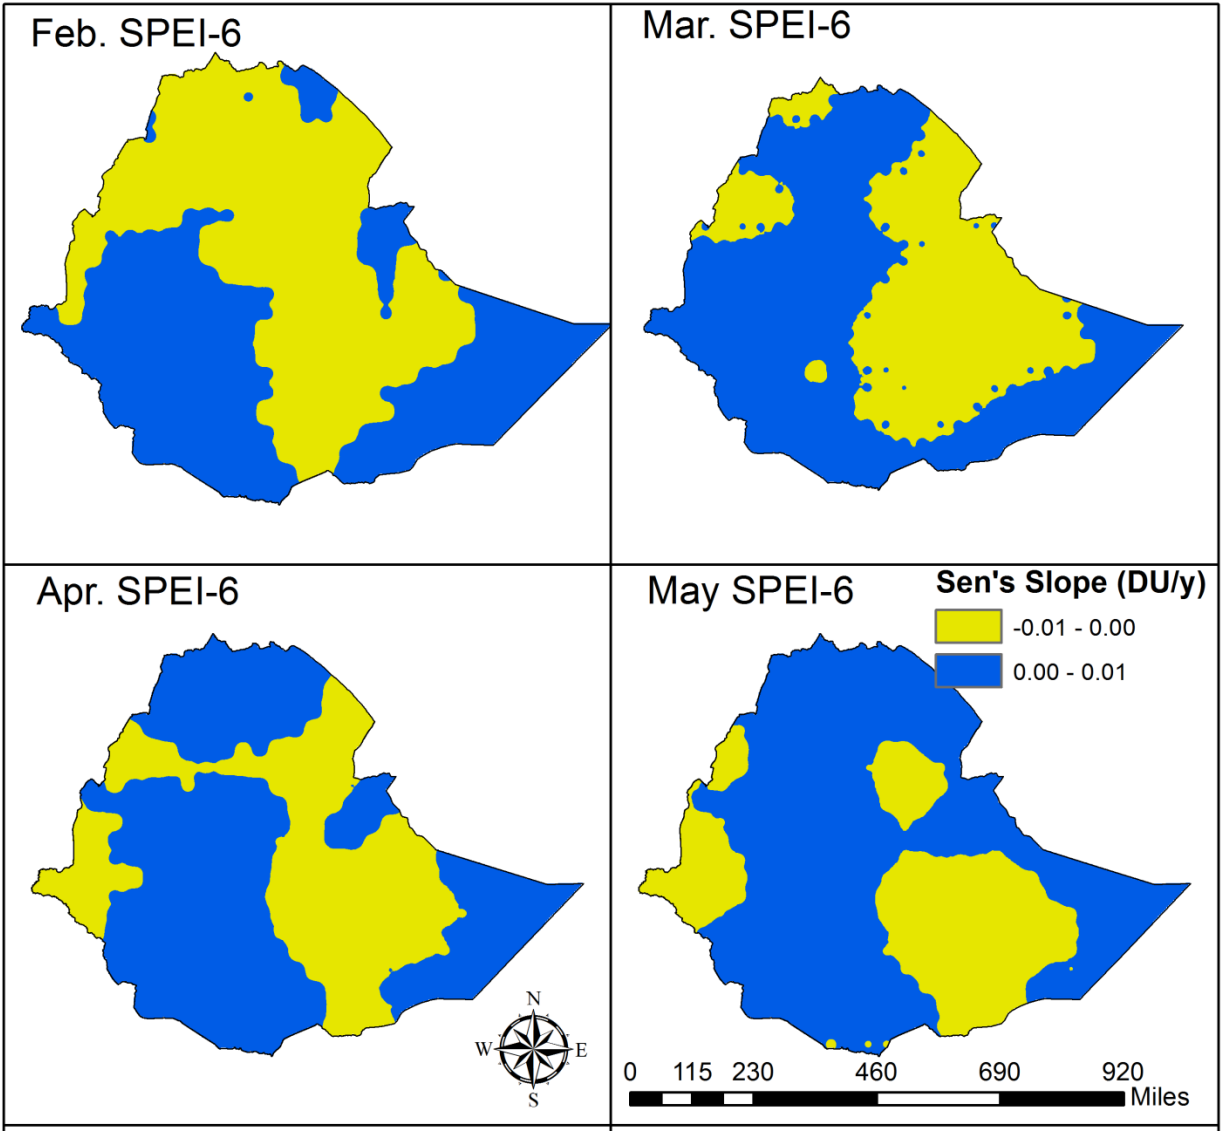 Feb. SPEI-6
Mar. SPEI-6
Apr. SPEI-6
May SPEI-6
Sen's Slope (DU/y)
-0.01 - 0.00
0.00 - 0.01
N
W E
S
0 115 230 460 690 920
Miles